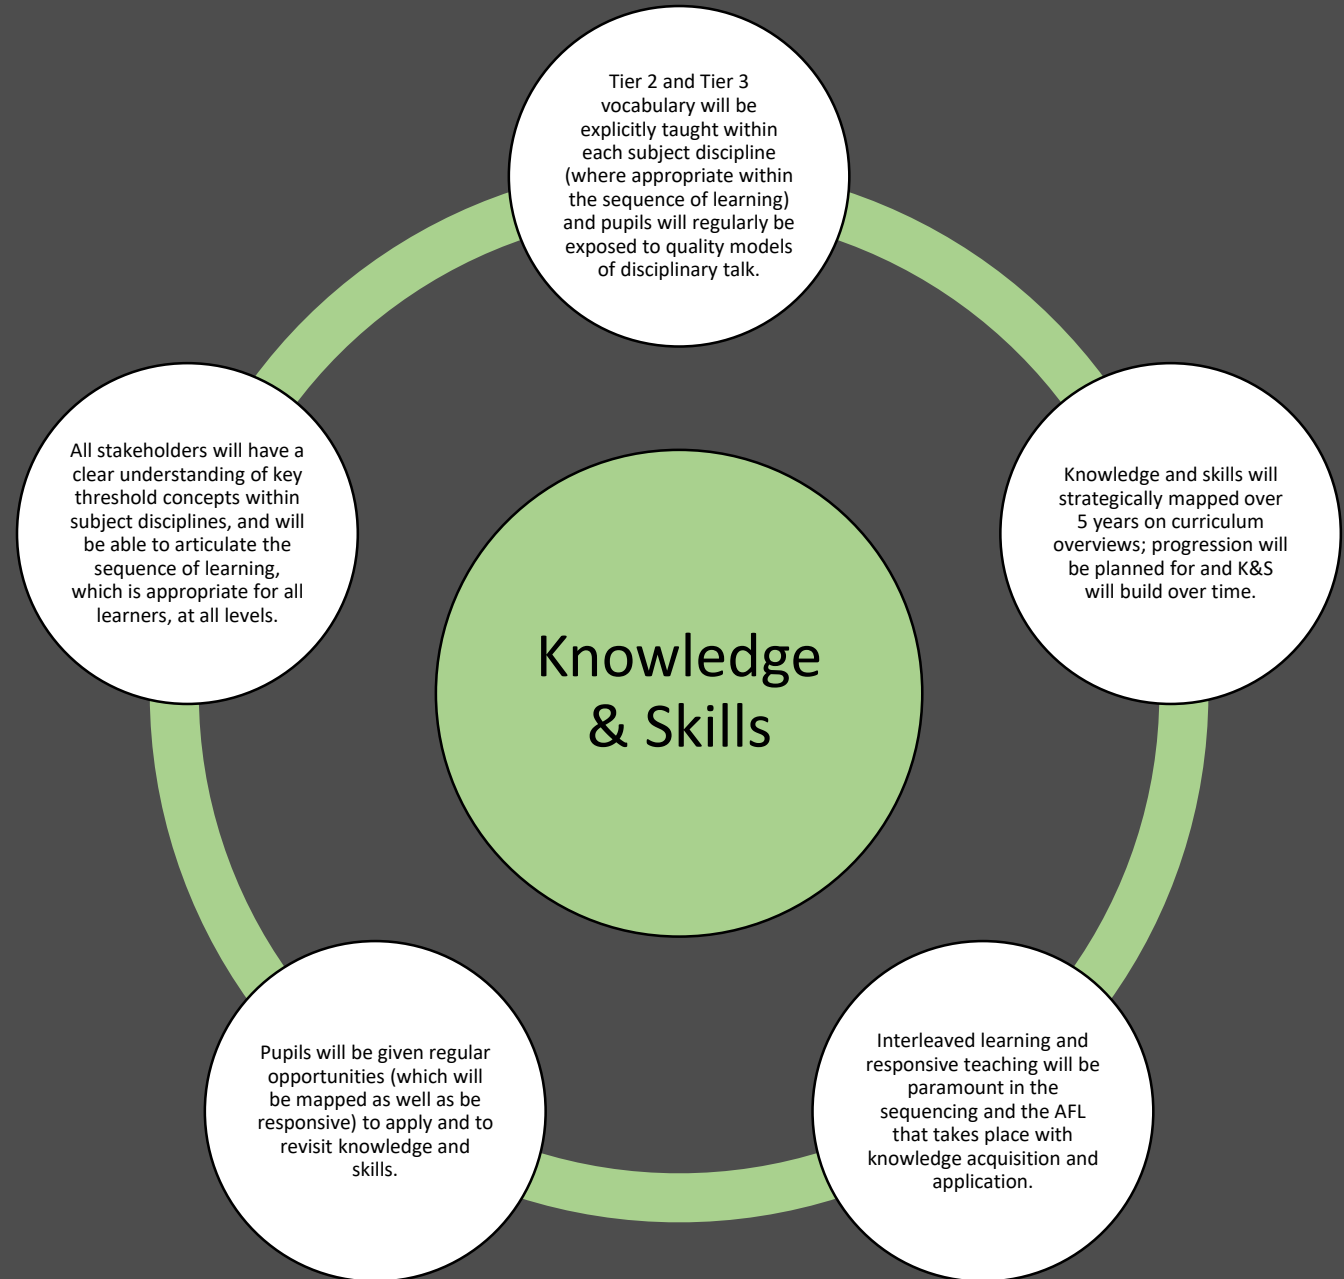 Tier 2 and Tier 3
vocabulary will be
explicitly taught within
each subject discipline
(where appropriate within
the sequence of learning)
and pupils will regularly be
exposed to quality models
of disciplinary talk.
Knowledge and skills will
strategically mapped over
5 years on curriculum
overviews; progression will
be planned for and K&S
will build over time.
Interleaved learning and
responsive teaching will be
paramount in the
sequencing and the AFL
that takes place with
knowledge acquisition and
application.
Pupils will be given regular
opportunities (which will
be mapped as well as be
responsive) to apply and to
revisit knowledge and
skills.
All stakeholders will have a
clear understanding of key
threshold concepts within
subject disciplines, and will
be able to articulate the
sequence of learning,
which is appropriate for all
learners, at all levels.
Knowledge
& Skills